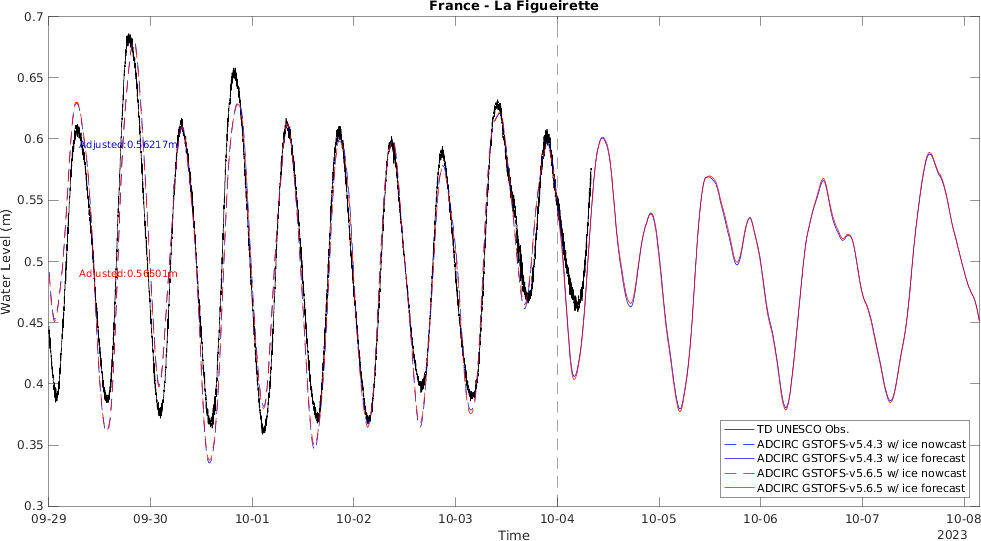 France - La Figueirette
0.7
0.65
0.6
0.55
0.5
0.45
0.4
0.35
0.3
Water Level (m)
Adjusted:0.56217m
Adjusted:0.56601m
TD UNESCO Obs.
ADCIRC GSTOFS-v5.4.3 w/ ice nowcast
ADCIRC GSTOFS-v5.4.3 w/ ice forecast
ADCIRC GSTOFS-v5.6.5 w/ ice nowcast
ADCIRC GSTOFS-v5.6.5 w/ ice forecast
09-29 09-30 10-01 10-02 10-03 10-04 10-05 10-06 10-07 10-08
Time
2023